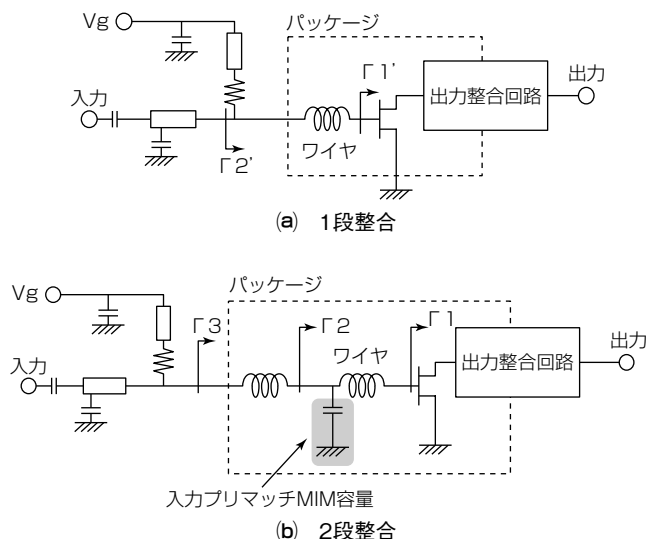 パッケージ
Vg
入力
Γ1'
Γ2'
ワイヤ
出力整合回路
出力
(a) 1段整合
パッケージ
Vg
入力
Γ3
Γ2
ワイヤ
Γ1
出力整合回路
出力
入力プリマッチMIM容量
(b) 2段整合